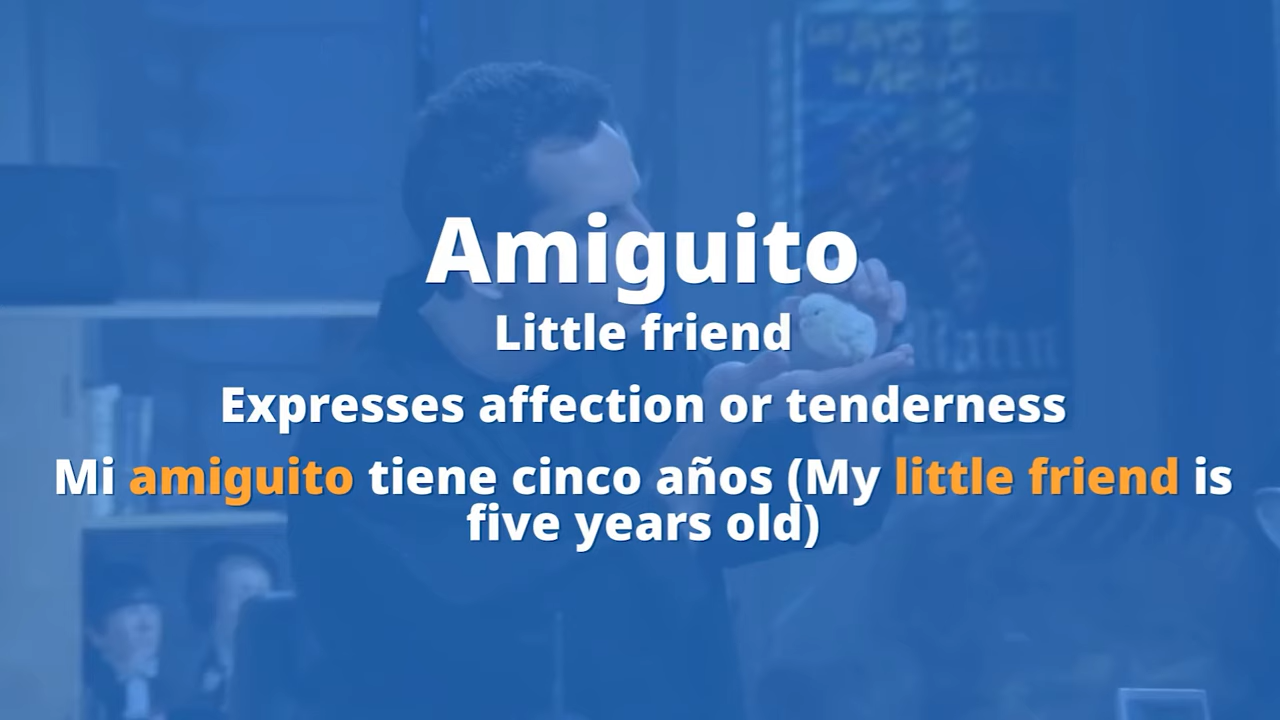 Amiguito
Little friend
Expresses affection or tenderness
Mi amiguito tiene cinco años (My little friend is
five years old)